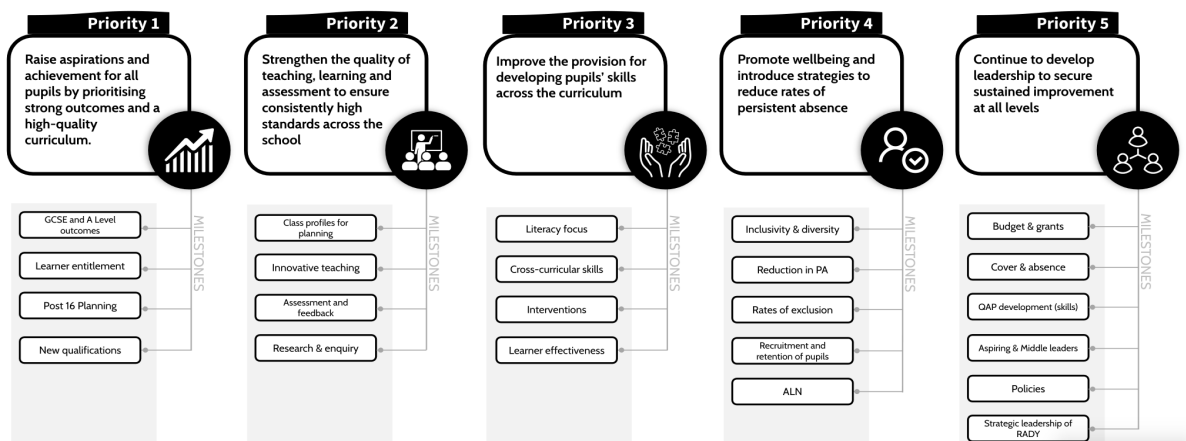 Priority 1
Raise aspirations and
achievement for all
pupils by prioritising
strong outcomes and a
high-quality
curriculum.
MILESTONES
GCSE and A Level
outcomes
Learner entitlement
Post 16 Planning
New qualifications
Priority 2
Strengthen the quality of
teaching, learning and
assessment to ensure
consistently high
standards across the
school
MILESTONES
Class profiles for
planning
Innovative teaching
Assessment and
feedback
Research & enquiry
Priority 3
Improve the provision for
developing pupils’ skills
across the curriculum
MILESTONES
Literacy focus
Cross-curricular skills
Interventions
Learner effectiveness
Priority 4
Promote wellbeing and
introduce strategies to
reduce rates of
persistent absence
MILESTONES
Inclusivity & diversity
Reduction in PA
Rates of exclusion
Recruitment and
retention of pupils
ALN
Priority 5
Continue to develop
leadership to secure
sustained improvement
at all levels
MILESTONES
Budget & grants
Cover & absence
QAP development (skills)
Aspiring & Middle leaders
Policies
Strategic leadership of
RADY